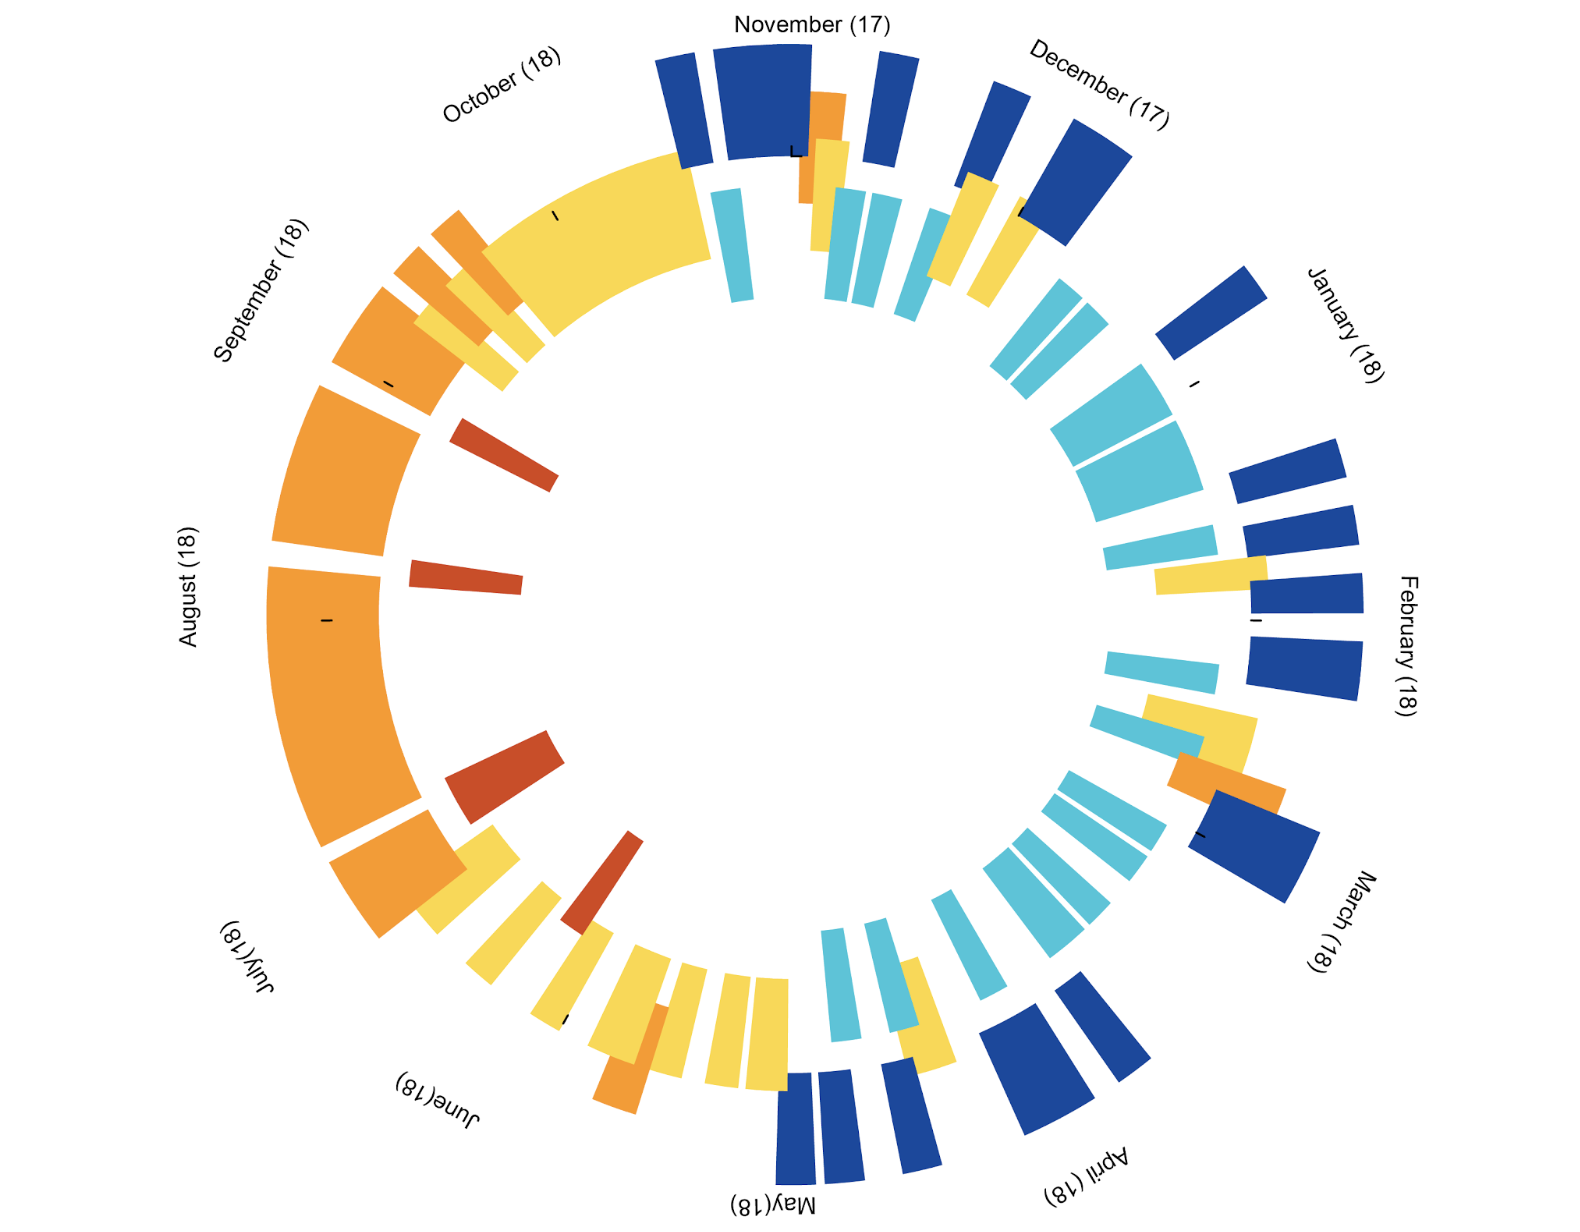 November (17)
December (17)
January (18)
February (18)
March (18)
April (18)
May(18)
June(18)
July(18)
August (18)
September (18)
October (18)